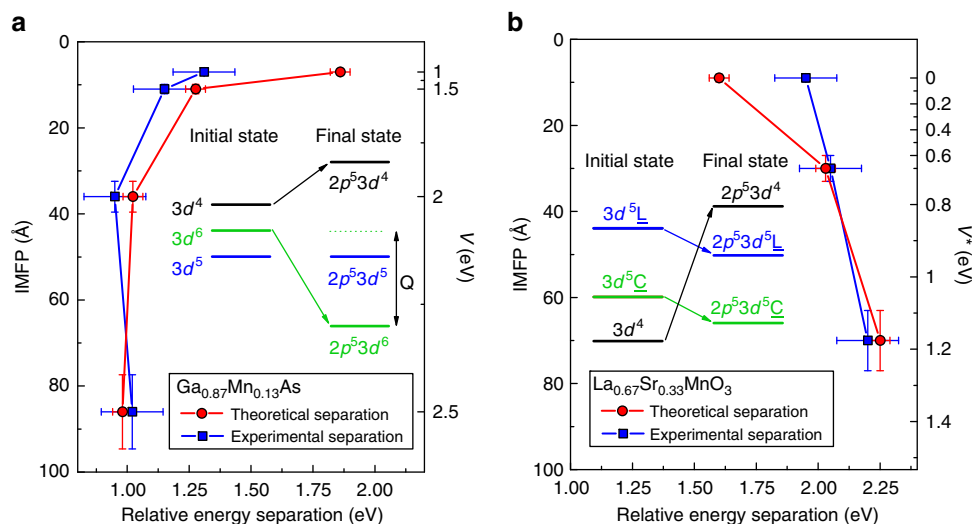 a
0
20
40
60
80
100
IMFP (Å)
1.00
1.25
1.50
1.75
2.00
Relative energy separation (eV)
1
1.5
2
2.5
V (eV)
Initial state
Final state
3d⁴
2p⁵3d⁴
3d⁶
3d⁵
2p⁵3d⁵
2p⁵3d⁶
Q
Ga₀.₈₇Mn₀.₁₃As
Theoretical separation
Experimental separation
b
0
20
40
60
80
100
IMFP (Å)
1.00
1.25
1.50
1.75
2.00
2.25
Relative energy separation (eV)
0
0.2
0.4
0.6
0.8
1
1.2
1.4
V* (eV)
Initial state
Final state
2p⁵3d⁴
3d⁵L̲
2p⁵3d⁵L̲
3d⁵C̲
2p⁵3d⁵C̲
3d⁴
La₀.₆₇Sr₀.₃₃MnO₃
Theoretical separation
Experimental separation